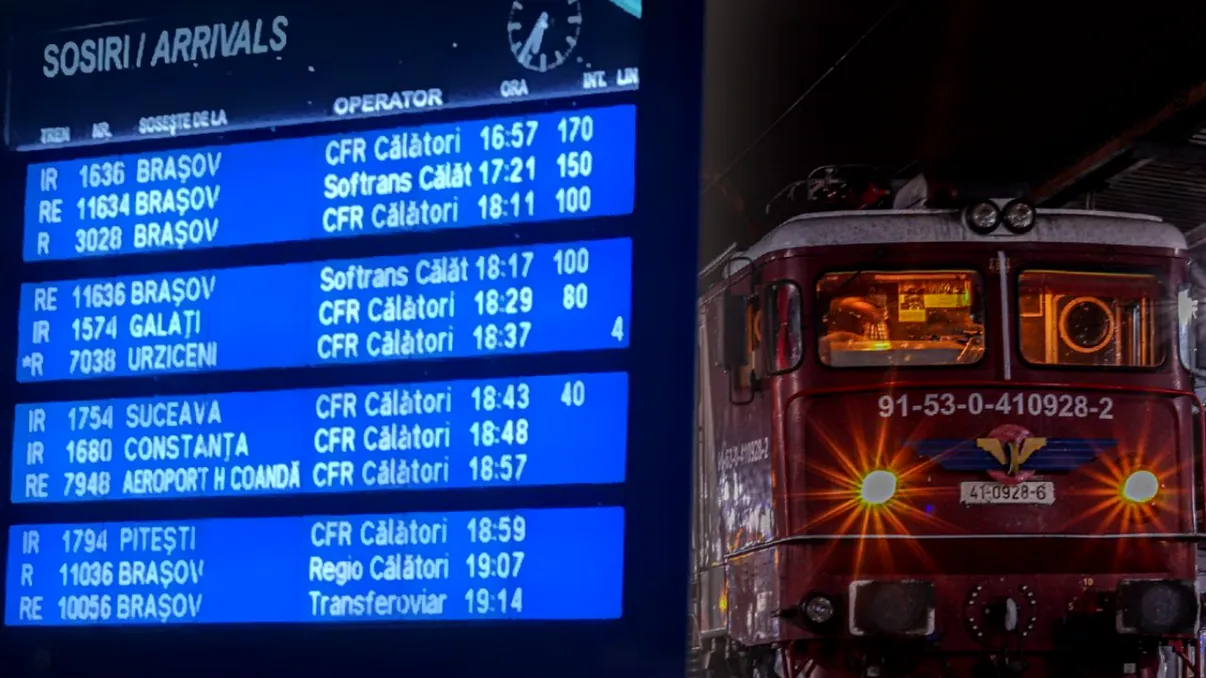 SOSIRI / ARRIVALS
TREN NR. SOSEȘTE DE LA OPERATOR ORA INT. LIN
IR 1636 BRAȘOV CFR Călători 16:57 170
RE 11634 BRAȘOV Softrans Călăt 17:21 150
R 3028 BRAȘOV CFR Călători 18:11 100
RE 11636 BRAȘOV Softrans Călăt 18:17 100
IR 1574 GALAȚI CFR Călători 18:29 80
*R 7038 URZICENI CFR Călători 18:37 4
IR 1754 SUCEAVA CFR Călători 18:43 40
IR 1680 CONSTANȚA CFR Călători 18:48
RE 7948 AEROPORT H COANDĂ CFR Călători 18:57
IR 1794 PITEȘTI CFR Călători 18:59
R 11036 BRAȘOV Regio Călători 19:07
RE 10056 BRAȘOV Transferoviar 19:14
91-53-0-410928-2
41-0928-6